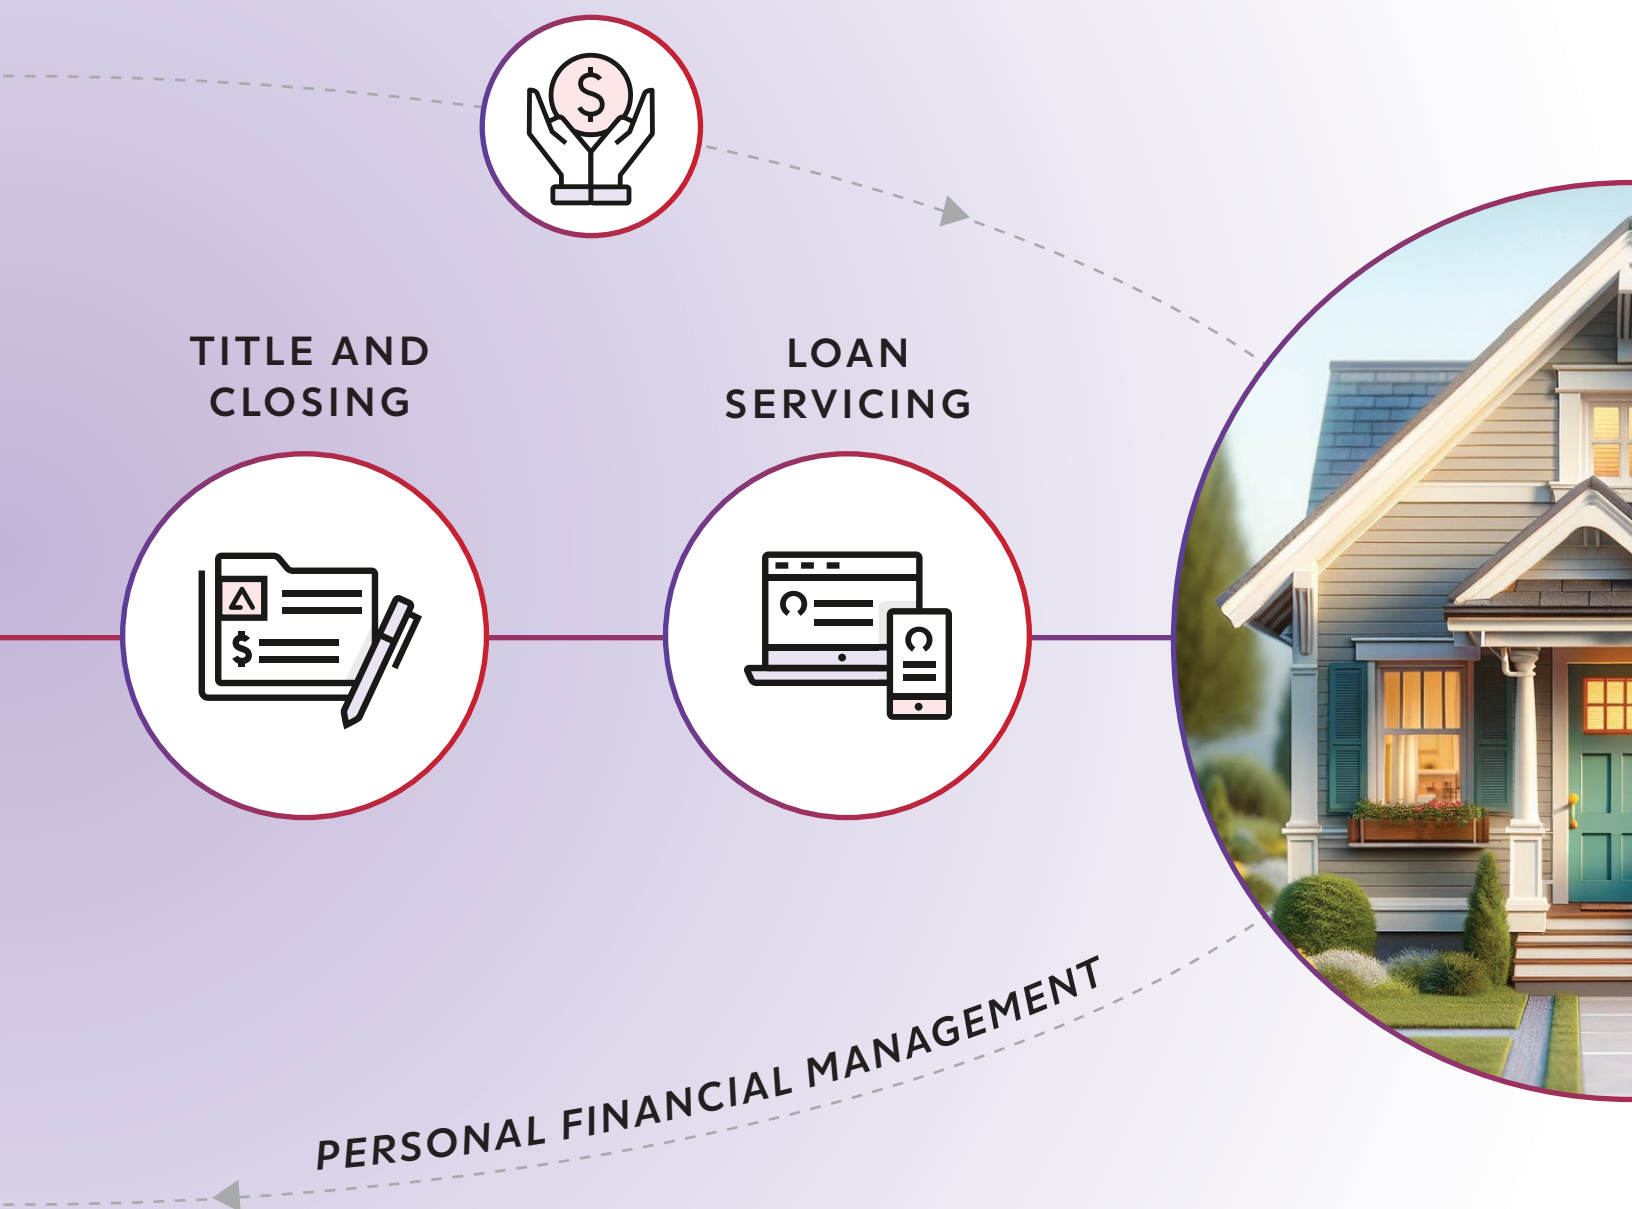 $
TITLE AND
CLOSING
LOAN
SERVICING
$
PERSONAL FINANCIAL MANAGEMENT